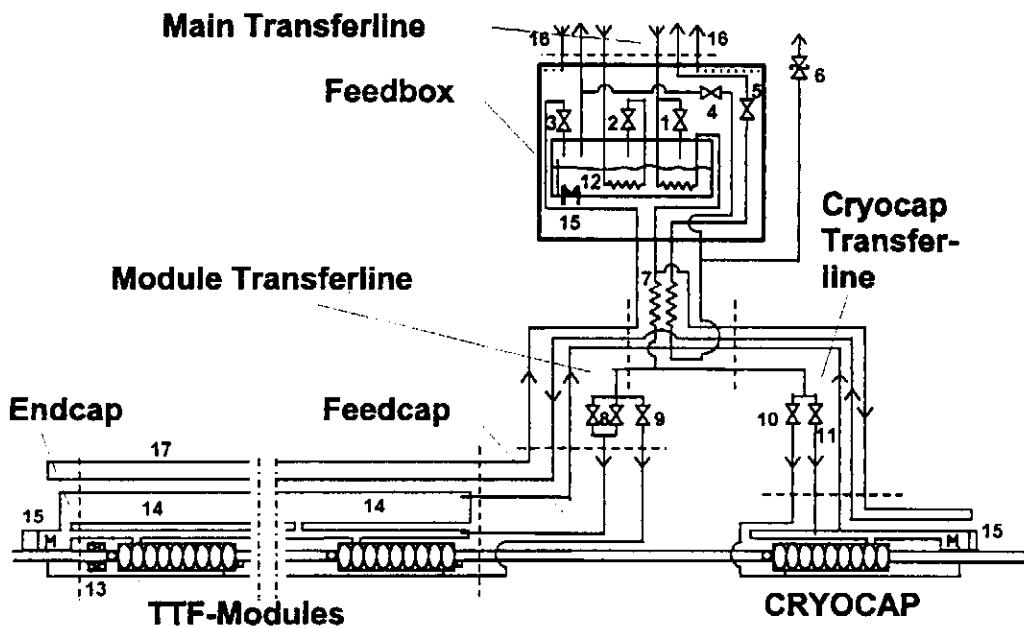 Main Transferline
16
16
6
Feedbox
5
4
3
2
1
12
M
15
Cryocap
Transfer-
line
Module Transferline
7
Endcap
Feedcap
8
9
10
11
17
14
14
15
M
15
M
13
TTF-Modules
CRYOCAP